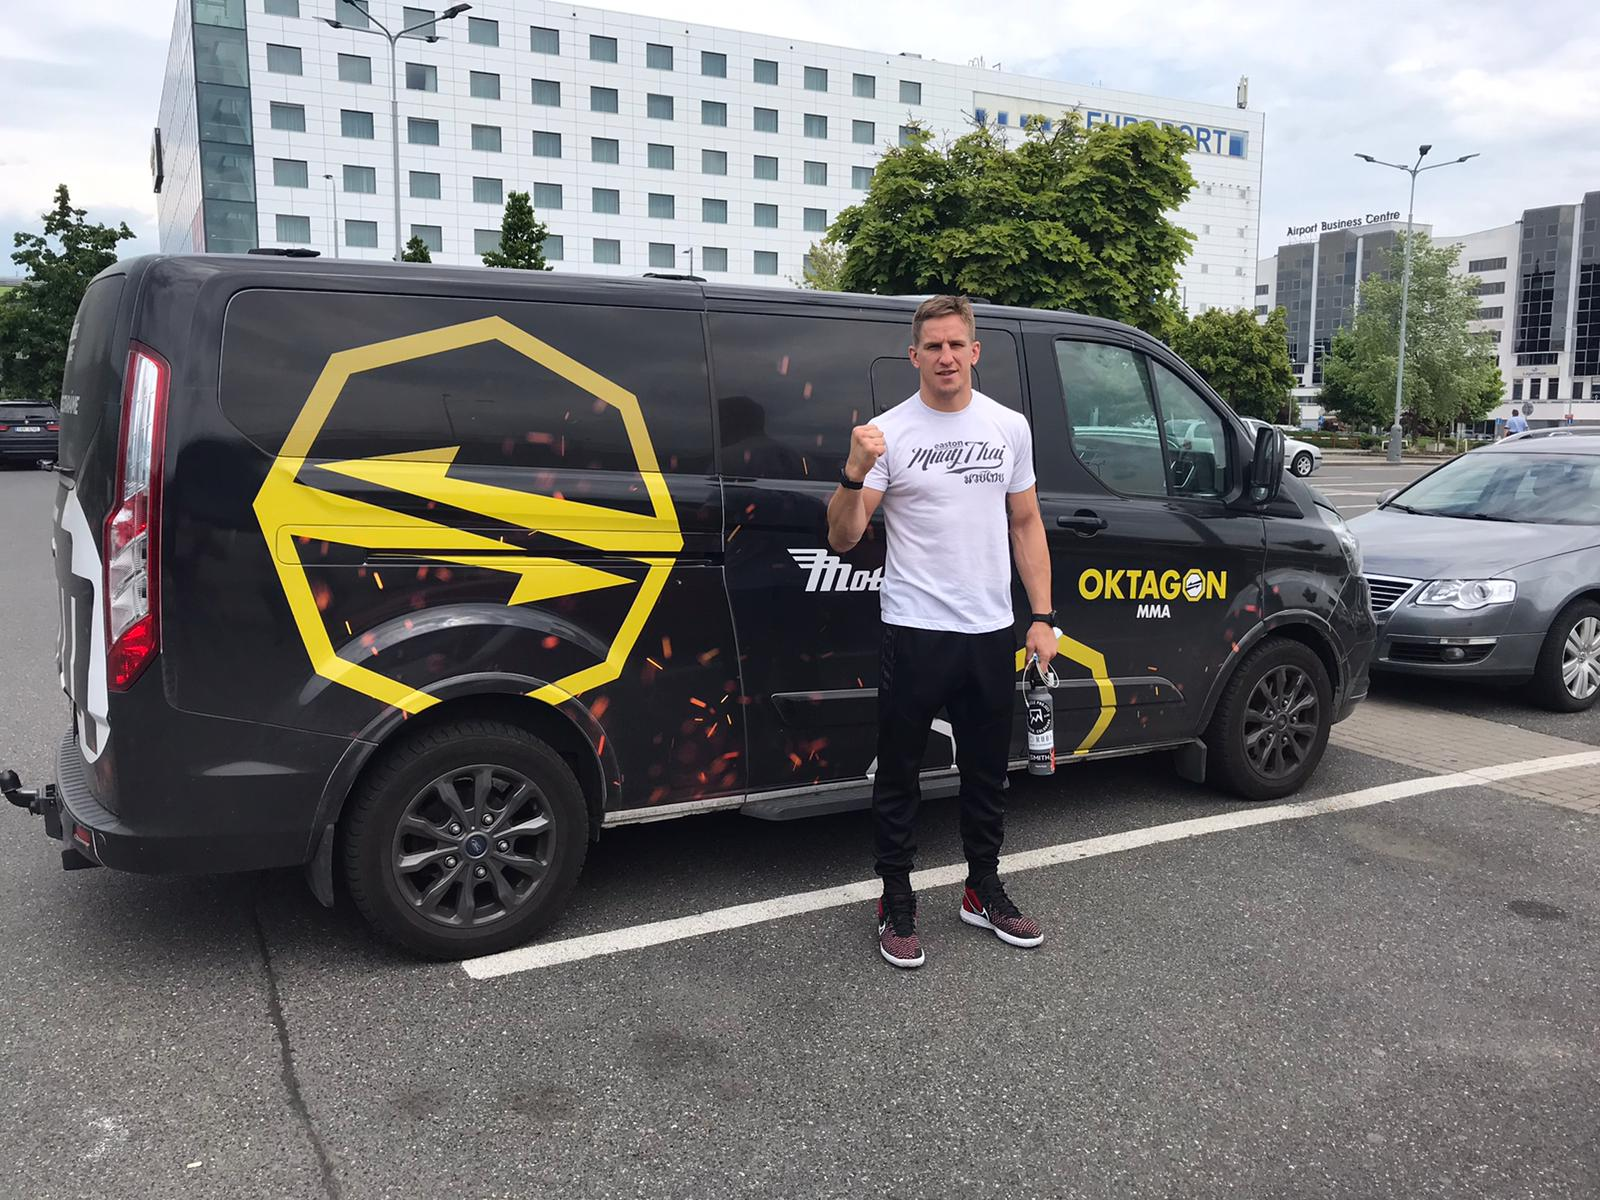 EUROPORT
Airport Business Centre
easton
Muay Thai
มวยไทย
Mot
OKTAGON
MMA
SMITH